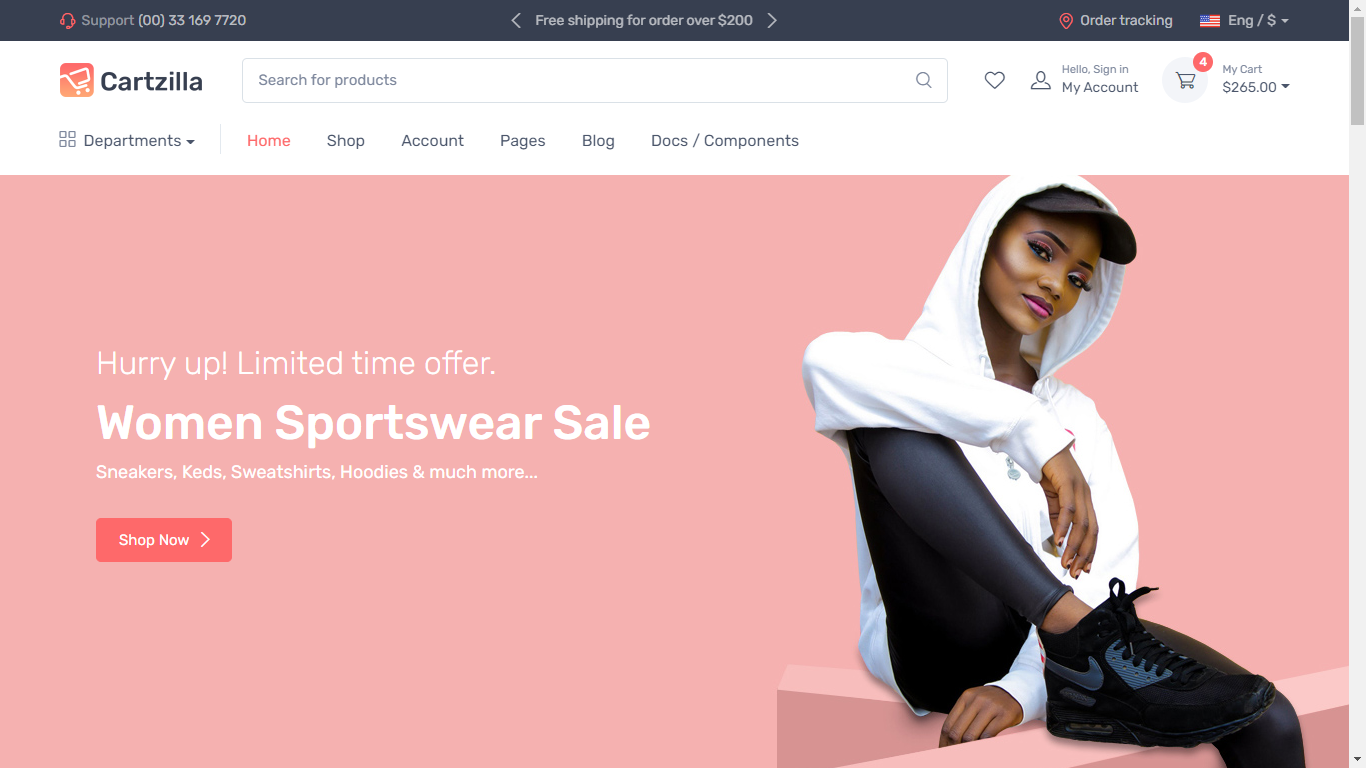 Support (00) 33 169 7720
Free shipping for order over $200
Order tracking
Eng / $
Cartzilla
Search for products
4
Hello, Sign in
My Account
My Cart
$265.00
Departments
Home
Shop
Account
Pages
Blog
Docs / Components
Hurry up! Limited time offer.
Women Sportswear Sale
Sneakers, Keds, Sweatshirts, Hoodies & much more...
Shop Now